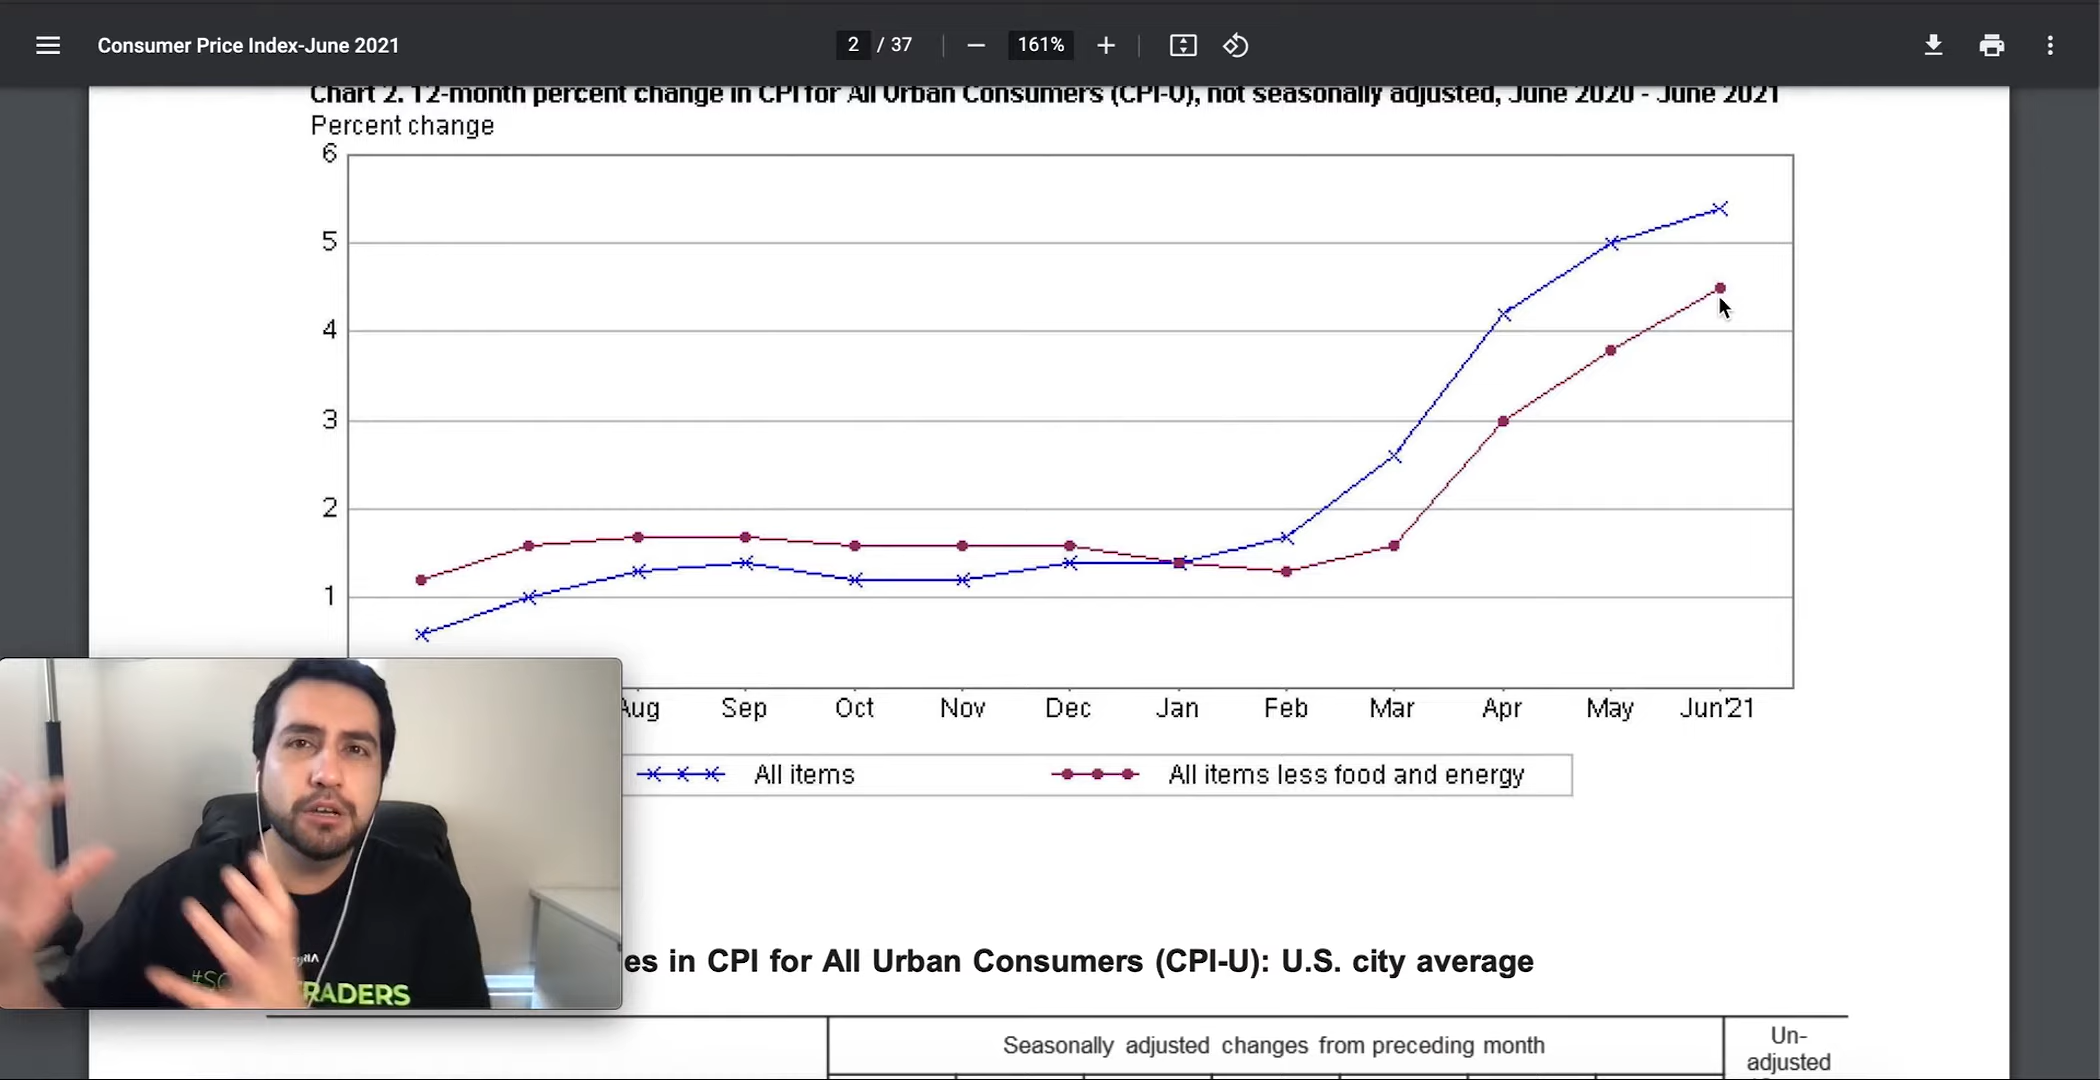 Consumer Price Index-June 2021
2 / 37
161%
Chart 2. 12-month percent change in CPI for All Urban Consumers (CPI-U), not seasonally adjusted, June 2020 - June 2021
Percent change
6
5
4
3
2
1
Aug Sep Oct Nov Dec Jan Feb Mar Apr May Jun'21
All items
All items less food and energy
RADERS
es in CPI for All Urban Consumers (CPI-U): U.S. city average
Seasonally adjusted changes from preceding month
Un-
adjusted